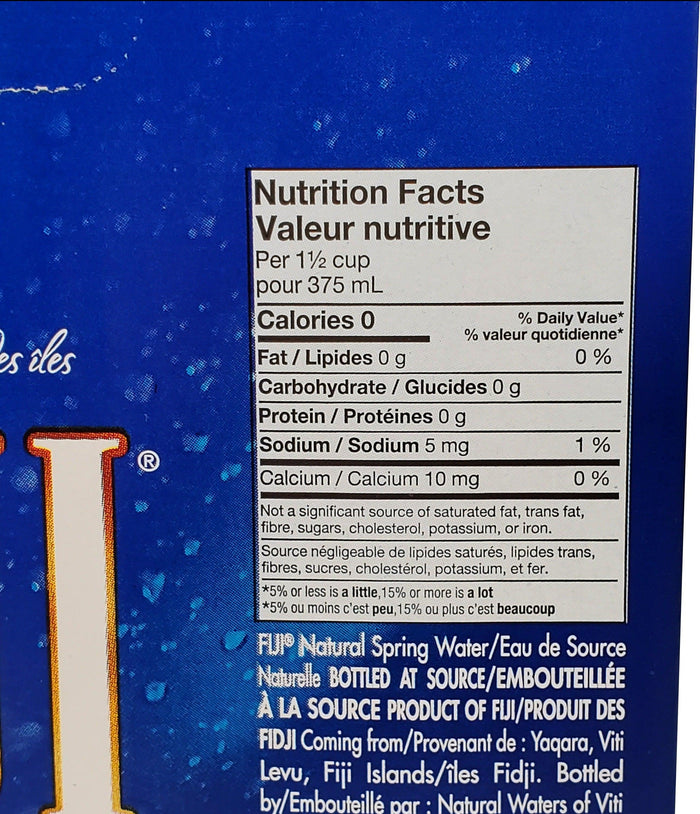 es îles
I®
Nutrition Facts
Valeur nutritive
Per 1½ cup
pour 375 mL
Calories 0
% Daily Value*
% valeur quotidienne*
Fat / Lipides 0 g 0 %
Carbohydrate / Glucides 0 g
Protein / Protéines 0 g
Sodium / Sodium 5 mg 1 %
Calcium / Calcium 10 mg 0 %
Not a significant source of saturated fat, trans fat,
fibre, sugars, cholesterol, potassium, or iron.
Source négligeable de lipides saturés, lipides trans,
fibres, sucres, cholestérol, potassium, et fer.
*5% or less is a little,15% or more is a lot
*5% ou moins c'est peu,15% ou plus c'est beaucoup
FIJI® Natural Spring Water/Eau de Source
Naturelle BOTTLED AT SOURCE/EMBOUTEILLÉE
À LA SOURCE PRODUCT OF FIJI/PRODUIT DES
FIDJI Coming from/Provenant de : Yaqara, Viti
Levu, Fiji Islands/îles Fidji. Bottled
by/Embouteillé par : Natural Waters of Viti